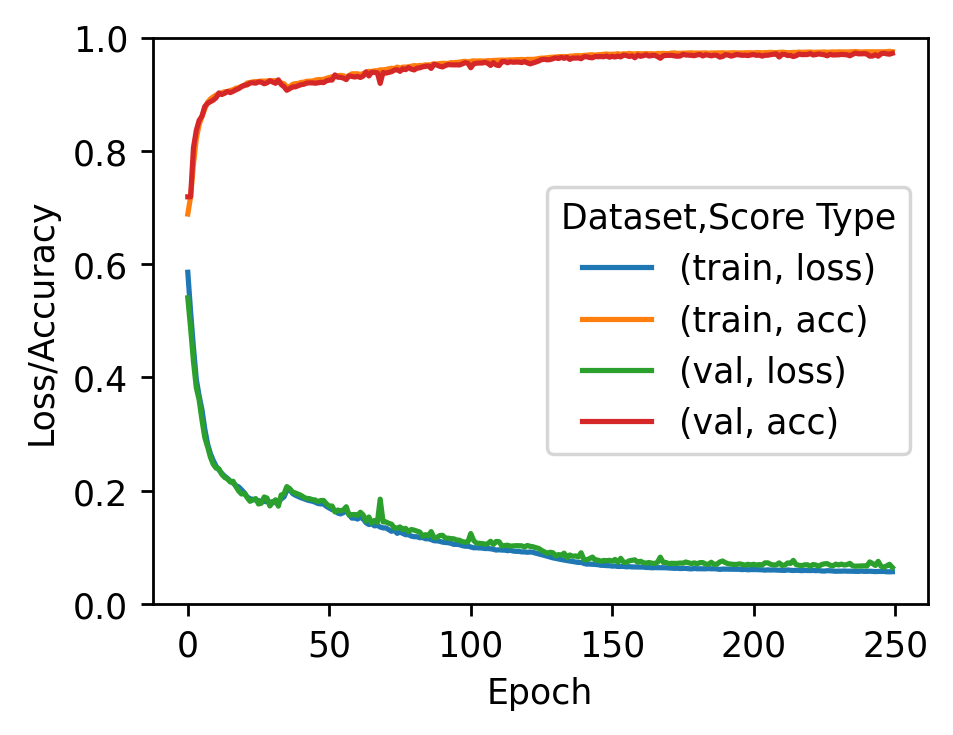 1.0
0.8
0.6
0.4
0.2
0.0
Loss/Accuracy
Dataset,Score Type
(train, loss)
(train, acc)
(val, loss)
(val, acc)
0 50 100 150 200 250
Epoch